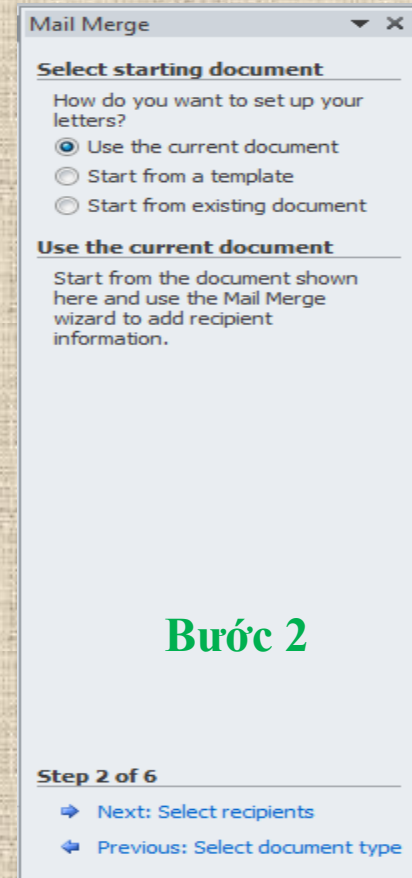 Mail Merge
Select starting document
How do you want to set up your
letters?
Use the current document
Start from a template
Start from existing document
Use the current document
Start from the document shown
here and use the Mail Merge
wizard to add recipient
information.
Bước 2
Step 2 of 6
Next: Select recipients
Previous: Select document type